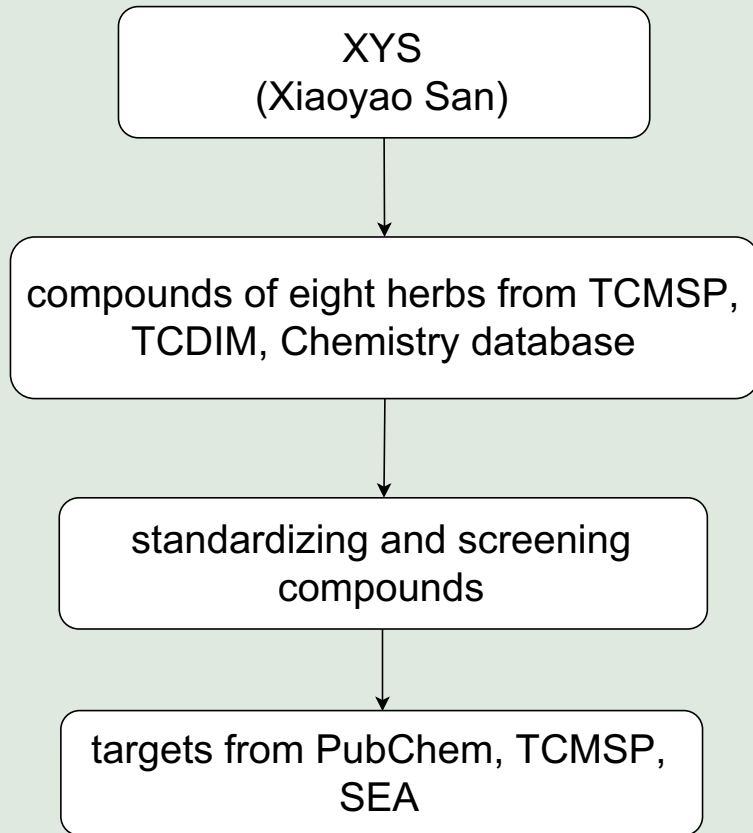 XYS
(Xiaoyao San)
compounds of eight herbs from TCMSP,
TCDIM, Chemistry database
standardizing and screening
compounds
targets from PubChem, TCMSP,
SEA